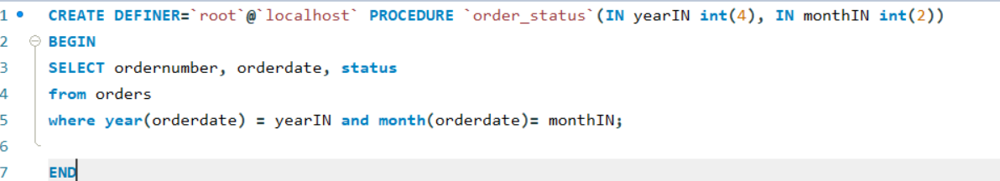 1 CREATE DEFINER=`root`@`localhost` PROCEDURE `order_status`(IN yearIN int(4), IN monthIN int(2))
2 BEGIN
3 SELECT ordernumber, orderdate, status
4 from orders
5 where year(orderdate) = yearIN and month(orderdate)= monthIN;
6
7 END